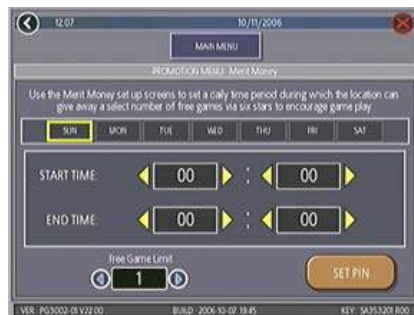 12:07 10/11/2006
MAIN MENU
PROMOTION MENU: Merit Money
Use the Merit Money set up screens to set a daily time period during which the location can
give away a select number of free games via six stars to encourage game play
SUN MON TUE WED THU FRI SAT
START TIME: 00 : 00
END TIME: 00 : 00
Free Game Limit
1
SET PIN
VER: PG3002-01 V22.00 BUILD: 2006-10-07 19:45 KEY: SA353201 R00